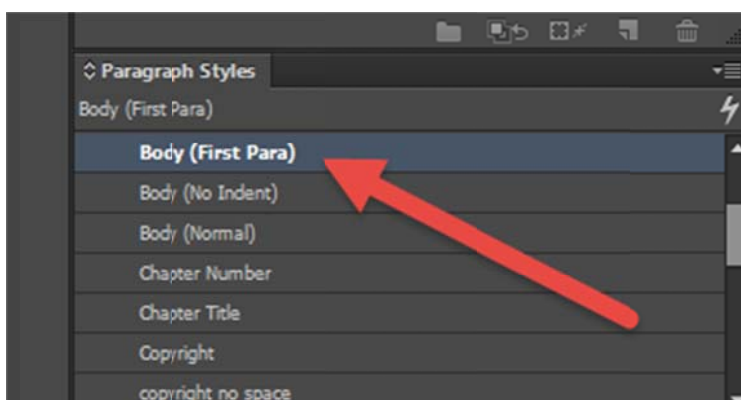 Paragraph Styles
Body (First Para)
Body (First Para)
Body (No Indent)
Body (Normal)
Chapter Number
Chapter Title
Copyright
copyright no space